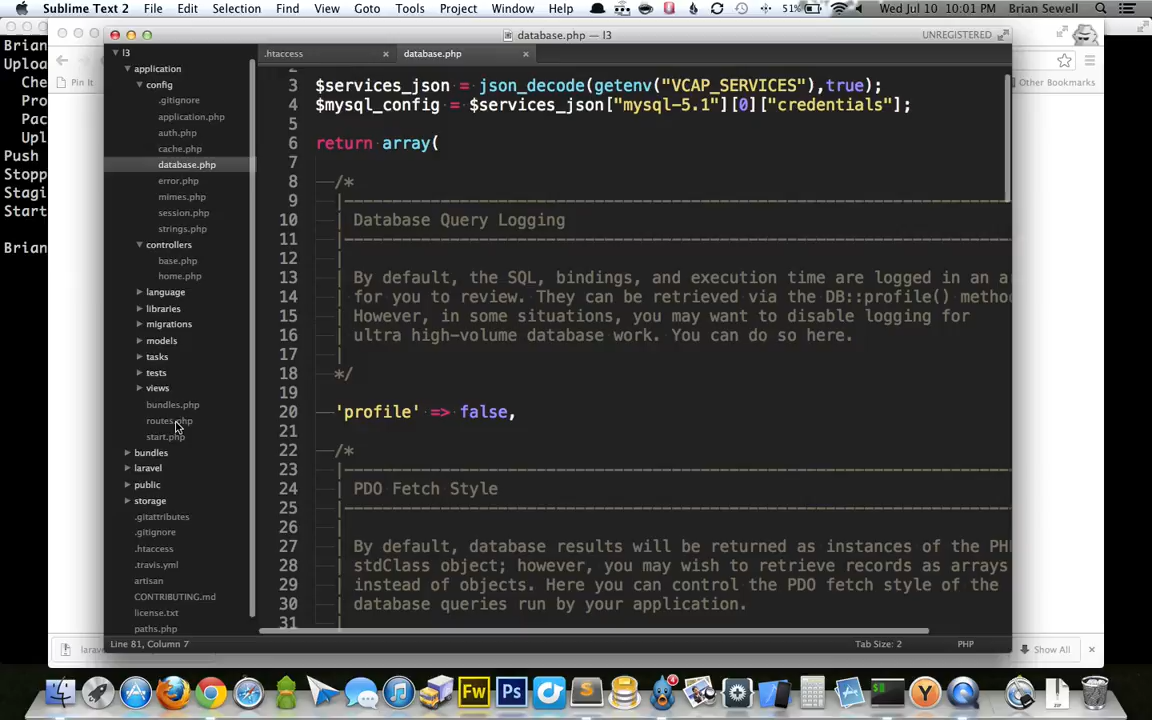 Sublime Text 2 File Edit Selection Find View Goto Tools Project Window Help 51% Wed Jul 10 10:01 PM Brian Sewell
database.php — l3
UNREGISTERED
Brian
Uploa
Che
Pro
Pac
Upl
Push
Stopp
Stagi
Start
Brian
Pin It
Other Bookmarks
l3
application
config
.gitignore
application.php
auth.php
cache.php
database.php
error.php
mimes.php
session.php
strings.php
controllers
base.php
home.php
language
libraries
migrations
models
tasks
tests
views
bundles.php
routes.php
start.php
bundles
laravel
public
storage
.gitattributes
.gitignore
.htaccess
.travis.yml
artisan
CONTRIBUTING.md
license.txt
paths.php
.htaccess
database.php
2
3 $services_json = json_decode(getenv("VCAP_SERVICES"),true);
4 $mysql_config = $services_json["mysql-5.1"][0]["credentials"];
5
6 return array(
7
8 /*
9 |--------------------------------------------------------------------------
10 | Database Query Logging
11 |--------------------------------------------------------------------------
12 |
13 | By default, the SQL, bindings, and execution time are logged in an a
14 | for you to review. They can be retrieved via the DB::profile() metho
15 | However, in some situations, you may want to disable logging for
16 | ultra high-volume database work. You can do so here.
17 |
18 */
19
20 'profile' => false,
21
22 /*
23 |--------------------------------------------------------------------------
24 | PDO Fetch Style
25 |--------------------------------------------------------------------------
26 |
27 | By default, database results will be returned as instances of the PH
28 | stdClass object; however, you may wish to retrieve records as arrays
29 | instead of objects. Here you can control the PDO fetch style of the
30 | database queries run by your application.
31
Line 81, Column 7
Tab Size: 2
PHP
larav
Show All
Fw
Ps